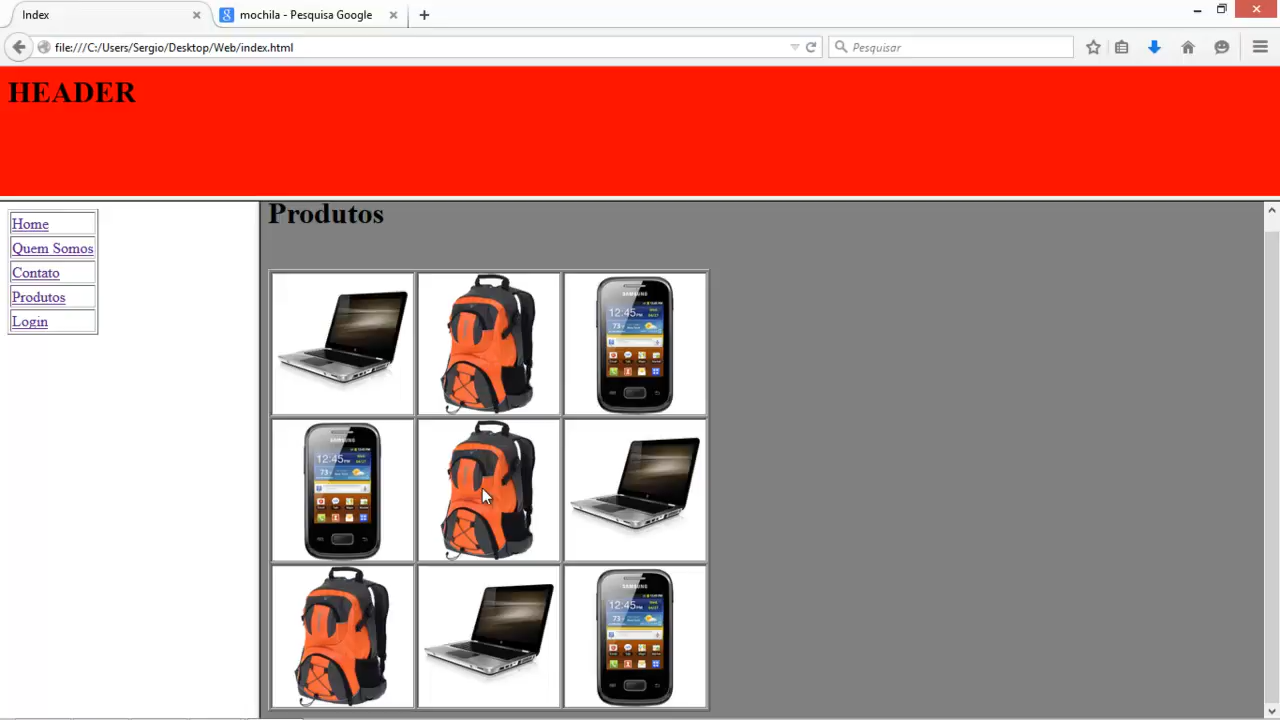 Index
mochila - Pesquisa Google
file:///C:/Users/Sergio/Desktop/Web/index.html
Pesquisar
HEADER
Home
Quem Somos
Contato
Produtos
Login
Produtos
SAMSUNG
12:45
SAMSUNG
12:45
SAMSUNG
12:45